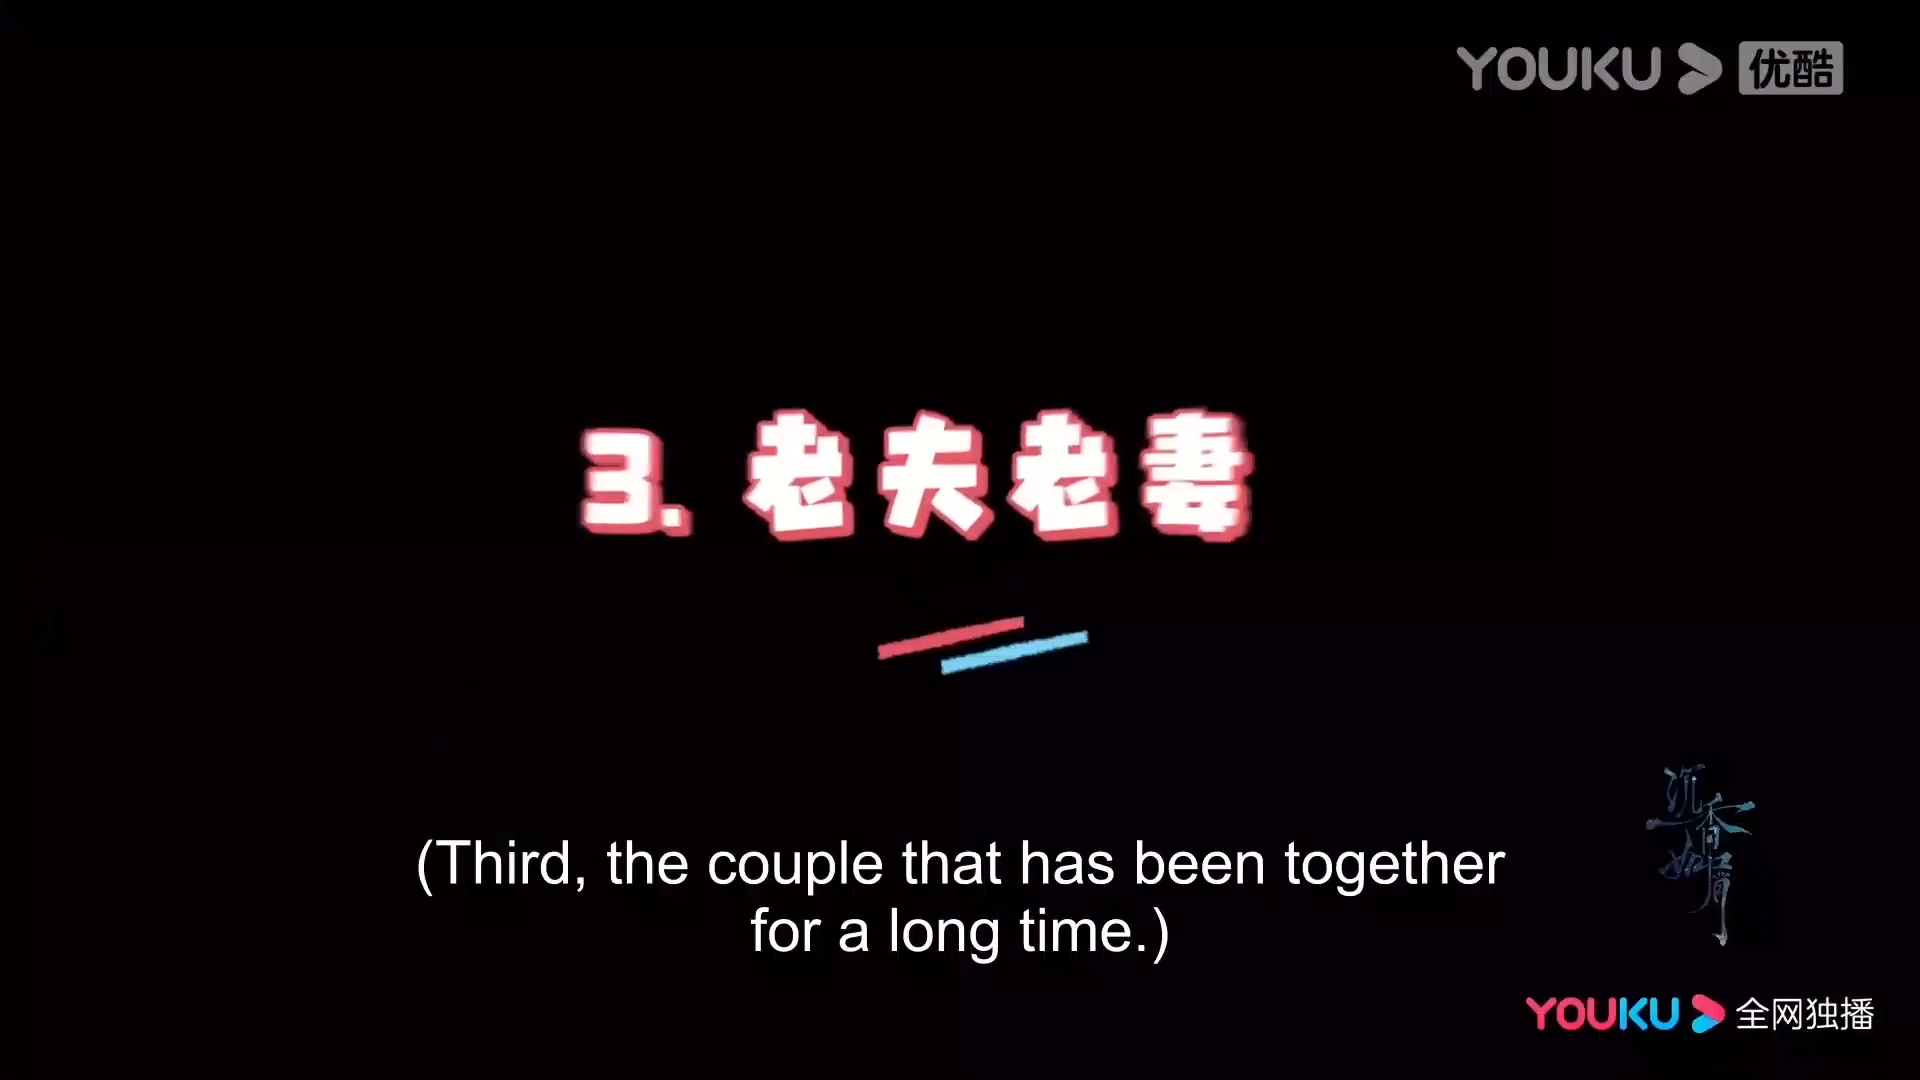 YOUKU 优酷
3. 老夫老妻
(Third, the couple that has been together
for a long time.)
沉香如屑
YOUKU 全网独播